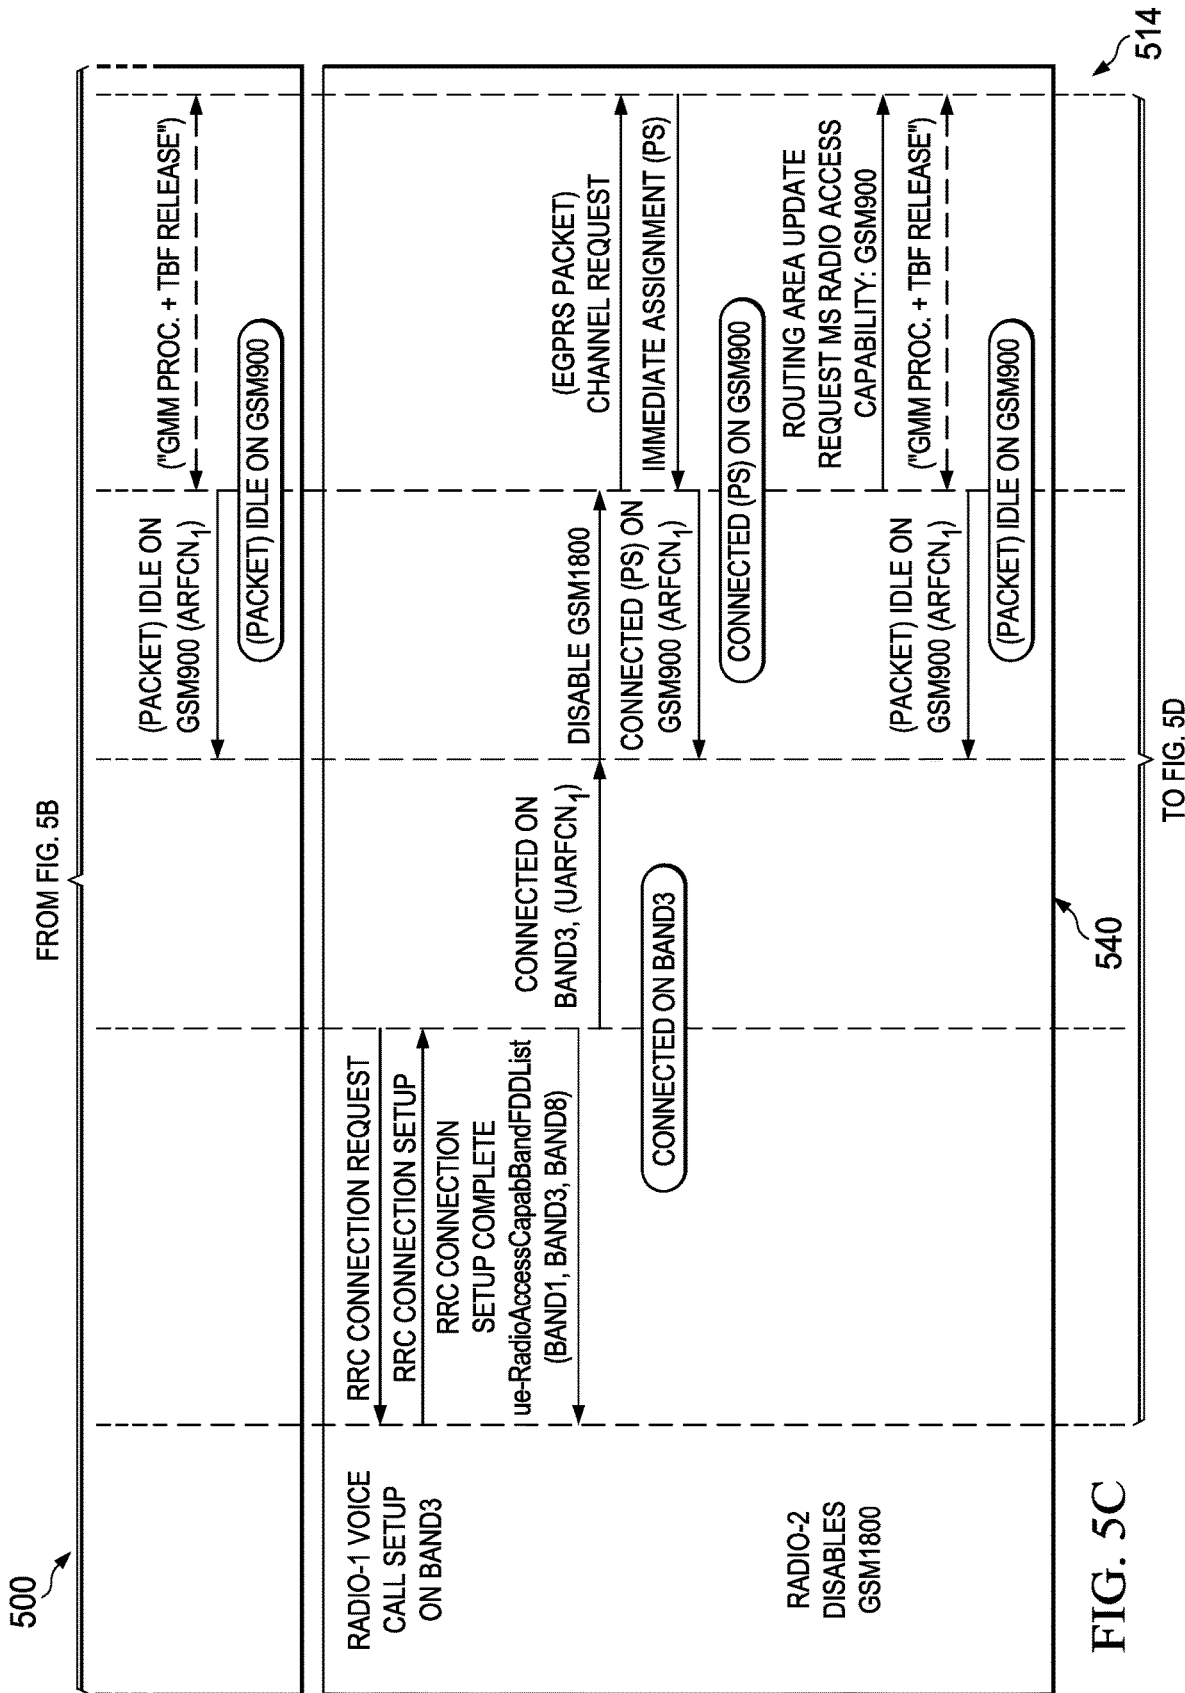 500
FROM FIG. 5B
(PACKET) IDLE ON
GSM900 (ARFCN1)
("GMM PROC. + TBF RELEASE")
(PACKET) IDLE ON GSM900
RADIO-1 VOICE
CALL SETUP
ON BAND3
RRC CONNECTION REQUEST
RRC CONNECTION SETUP
RRC CONNECTION
SETUP COMPLETE
ue-RadioAccessCapabBandFDDList
(BAND1, BAND3, BAND8)
CONNECTED ON
BAND3, (UARFCN1)
CONNECTED ON BAND3
RADIO-2
DISABLES
GSM1800
DISABLE GSM1800
(EGPRS PACKET)
CHANNEL REQUEST
IMMEDIATE ASSIGNMENT (PS)
CONNECTED (PS) ON
GSM900 (ARFCN1)
CONNECTED (PS) ON GSM900
ROUTING AREA UPDATE
REQUEST MS RADIO ACCESS
CAPABILITY: GSM900
("GMM PROC. + TBF RELEASE")
(PACKET) IDLE ON
GSM900 (ARFCN1)
(PACKET) IDLE ON GSM900
540
514
TO FIG. 5D
FIG. 5C